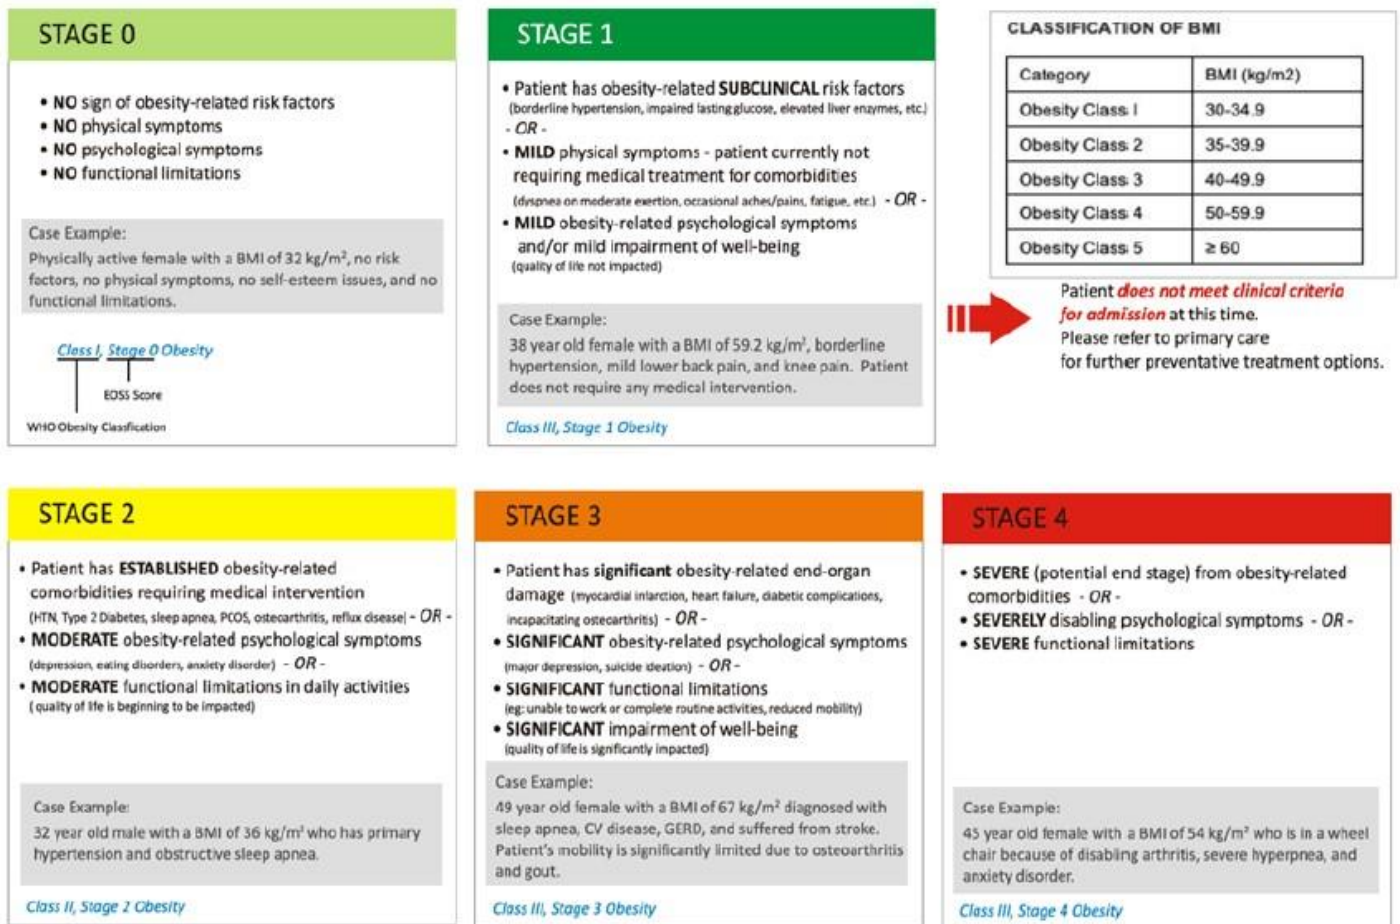 STAGE 0
• NO sign of obesity-related risk factors
• NO physical symptoms
• NO psychological symptoms
• NO functional limitations
Case Example:
Physically active female with a BMI of 32 kg/m², no risk
factors, no physical symptoms, no self-esteem issues, and no
functional limitations.
Class I, Stage 0 Obesity
EOSS Score
WHO Obesity Classfication
STAGE 1
• Patient has obesity-related SUBCLINICAL risk factors
(borderline hypertension, impaired fasting glucose, elevated liver enzymes, etc.)
- OR -
• MILD physical symptoms - patient currently not
requiring medical treatment for comorbidities
(dyspnea on moderate exertion, occasional aches/pains, fatigue, etc.) - OR -
• MILD obesity-related psychological symptoms
and/or mild impairment of well-being
(quality of life not impacted)
Case Example:
38 year old female with a BMI of 59.2 kg/m², borderline
hypertension, mild lower back pain, and knee pain. Patient
does not require any medical intervention.
Class III, Stage 1 Obesity
CLASSIFICATION OF BMI
Category BMI (kg/m2)
Obesity Class I 30-34.9
Obesity Class 2 35-39.9
Obesity Class 3 40-49.9
Obesity Class 4 50-59.9
Obesity Class 5 ≥ 60
Patient does not meet clinical criteria
for admission at this time.
Please refer to primary care
for further preventative treatment options.
STAGE 2
• Patient has ESTABLISHED obesity-related
comorbidities requiring medical intervention
(HTN, Type 2 Diabetes, sleep apnea, PCOS, osteoarthritis, reflux disease) - OR -
• MODERATE obesity-related psychological symptoms
(depression, eating disorders, anxiety disorder) - OR -
• MODERATE functional limitations in daily activities
(quality of life is beginning to be impacted)
Case Example:
32 year old male with a BMI of 36 kg/m² who has primary
hypertension and obstructive sleep apnea.
Class II, Stage 2 Obesity
STAGE 3
• Patient has significant obesity-related end-organ
damage (myocardial infarction, heart failure, diabetic complications,
incapacitating osteoarthritis) - OR -
• SIGNIFICANT obesity-related psychological symptoms
(major depression, suicide ideation) - OR -
• SIGNIFICANT functional limitations
(eg: unable to work or complete routine activities, reduced mobility)
• SIGNIFICANT impairment of well-being
(quality of life is significantly impacted)
Case Example:
49 year old female with a BMI of 67 kg/m² diagnosed with
sleep apnea, CV disease, GERD, and suffered from stroke.
Patient's mobility is significantly limited due to osteoarthritis
and gout.
Class III, Stage 3 Obesity
STAGE 4
• SEVERE (potential end stage) from obesity-related
comorbidities - OR -
• SEVERELY disabling psychological symptoms - OR -
• SEVERE functional limitations
Case Example:
45 year old female with a BMI of 54 kg/m² who is in a wheel
chair because of disabling arthritis, severe hyperpnea, and
anxiety disorder.
Class III, Stage 4 Obesity